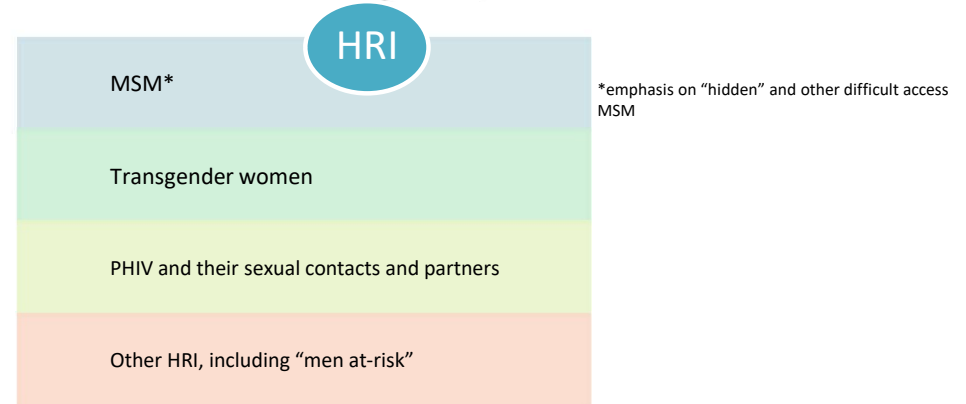 HRI
MSM*
*emphasis on “hidden” and other difficult access
MSM
Transgender women
PHIV and their sexual contacts and partners
Other HRI, including “men at-risk”